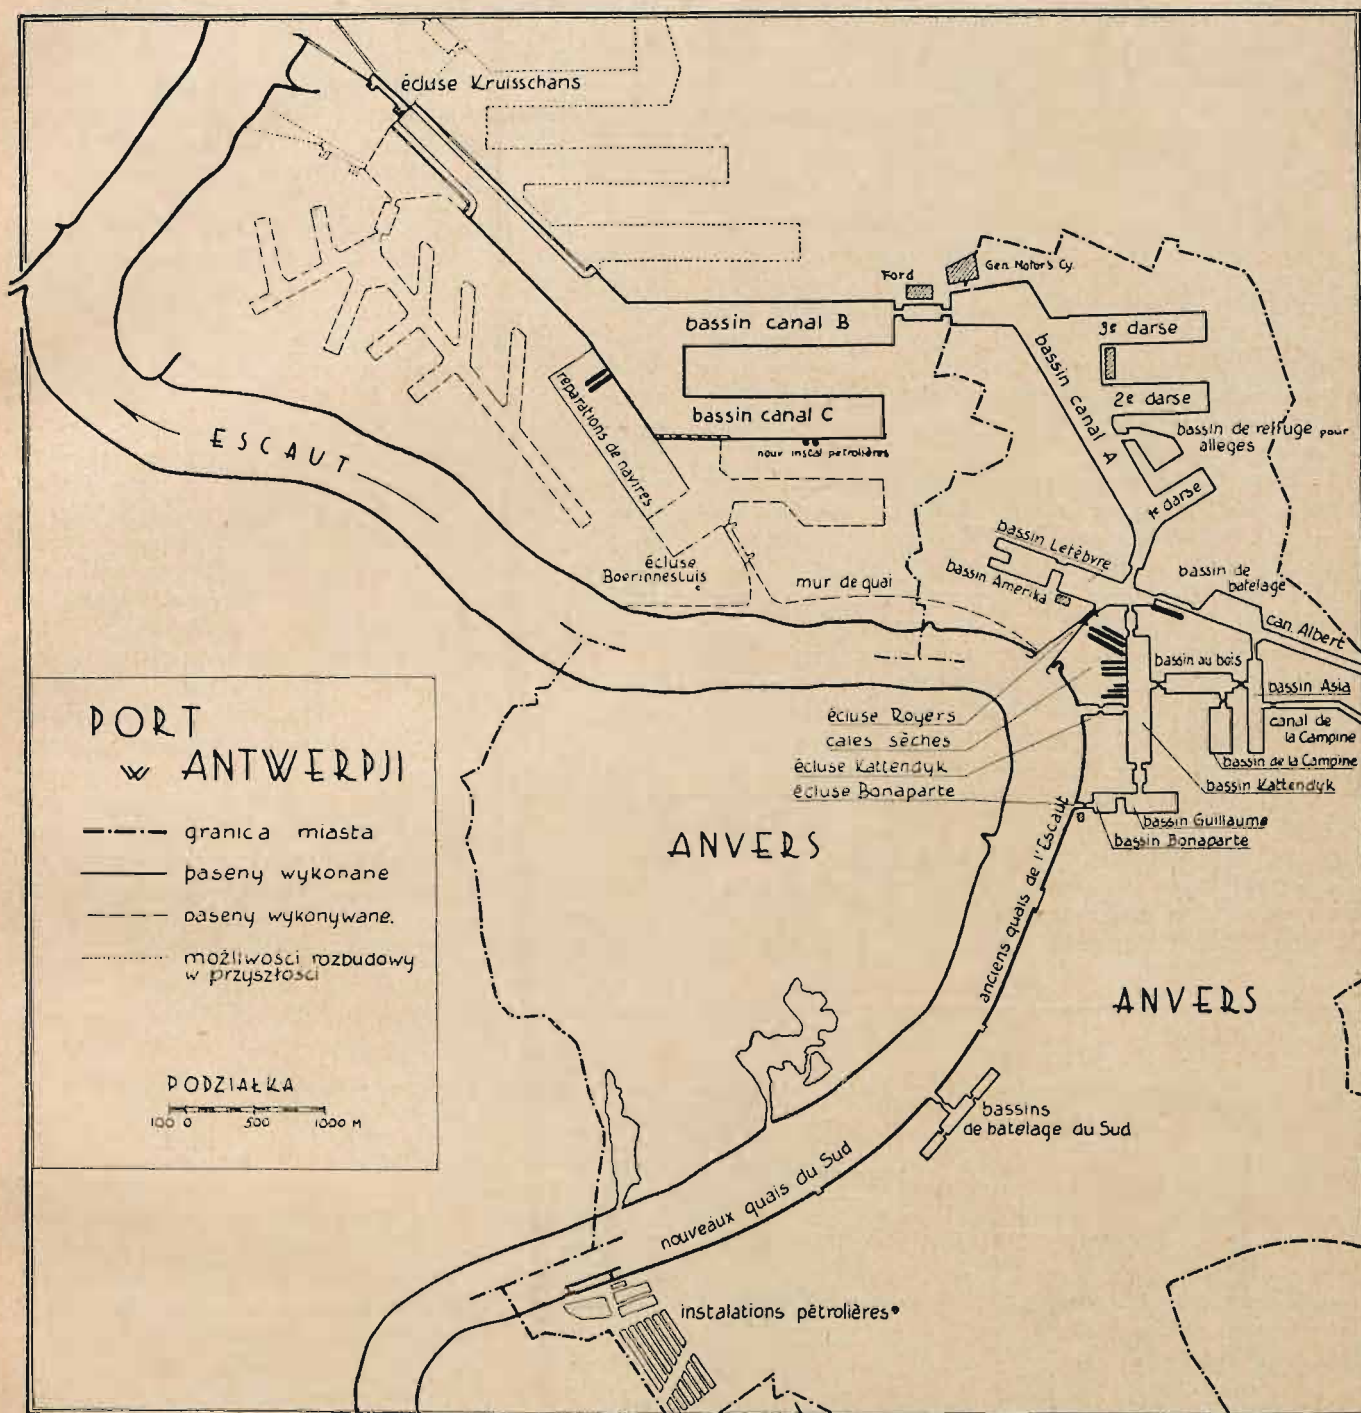 écluse Kruisschans
Ford
Gen. Motor's Cy.
bassin canal B
3e darse
bassin canal A
2e darse
bassin canal C
bassin de reffuge pour
alleges
nouv instal petrolières
réparations de navires
ESCAUT
1e darse
bassin Lefèbvre
bassin Amerika
bassin de
batelage
écluse
Boerinnesluis
mur de quai
can. Albert
bassin au bois
bassin Asia
écluse Royers
cales sèches
écluse Kattendyk
écluse Bonaparte
canal de
la Campine
bassin de la Campine
bassin Kattendyk
bassin Guillaume
bassin Bonaparte
PORT
w ANTWERPJI
granica miasta
baseny wykonane
baseny wykonywane.
możliwości rozbudowy
w przyszłości
PODZIAŁKA
100 0 500 1000 M
ANVERS
anciens quais de l'Escaut
ANVERS
bassins
de batelage du Sud
nouveaux quais du Sud
instalations pétrolières